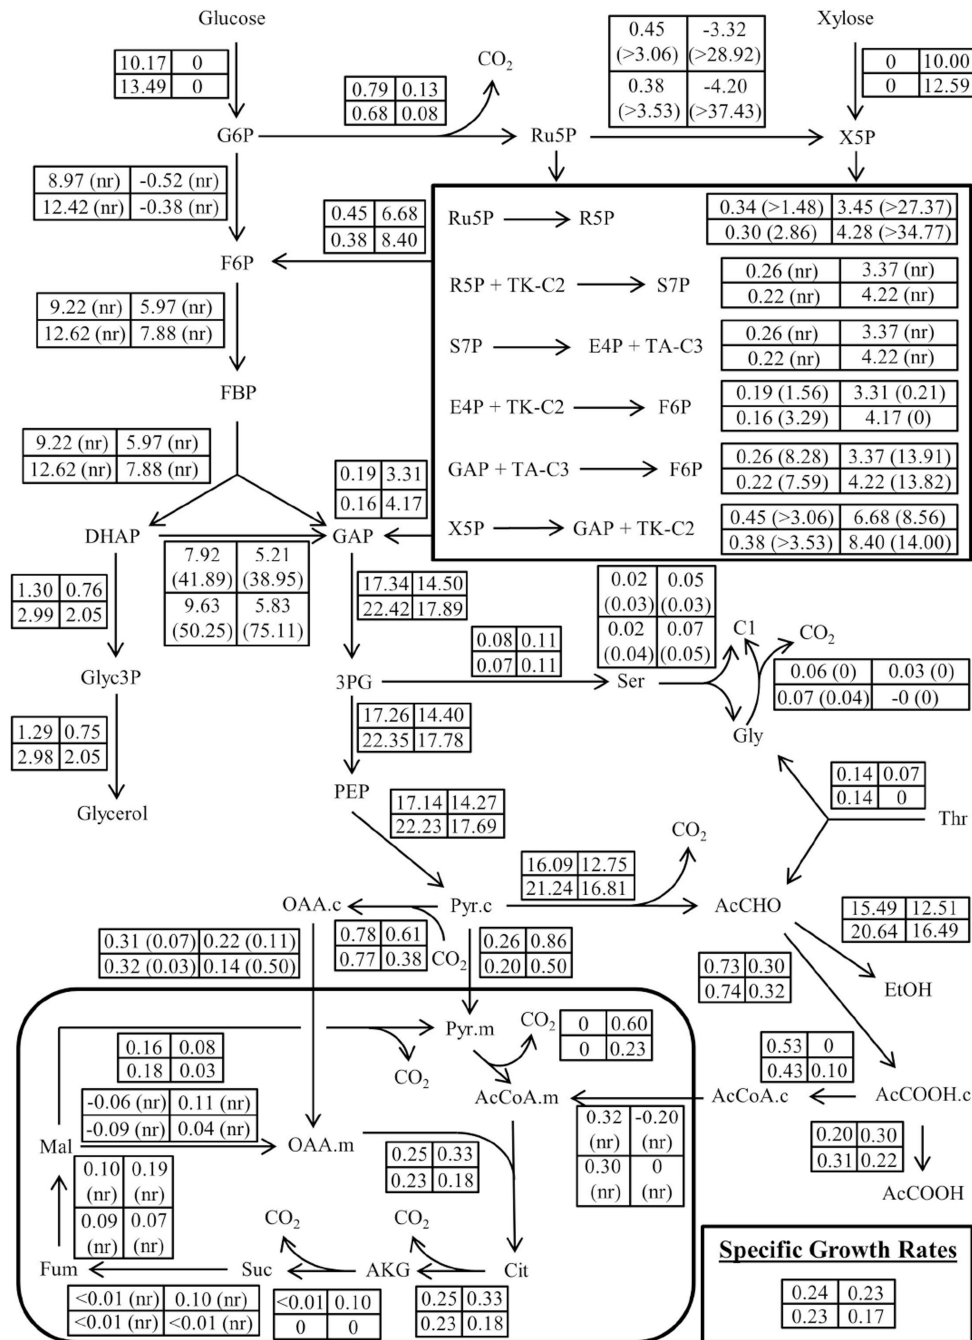 Glucose
Xylose
10.17 0
13.49 0
0.79 0.13
0.68 0.08
CO2
0.45 (>3.06) -3.32 (>28.92)
0.38 (>3.53) -4.20 (>37.43)
0 10.00
0 12.59
G6P
Ru5P
X5P
8.97 (nr) -0.52 (nr)
12.42 (nr) -0.38 (nr)
0.45 6.68
0.38 8.40
F6P
Ru5P R5P
0.34 (>1.48) 3.45 (>27.37)
0.30 (2.86) 4.28 (>34.77)
R5P + TK-C2 S7P
0.26 (nr) 3.37 (nr)
0.22 (nr) 4.22 (nr)
9.22 (nr) 5.97 (nr)
12.62 (nr) 7.88 (nr)
S7P E4P + TA-C3
0.26 (nr) 3.37 (nr)
0.22 (nr) 4.22 (nr)
FBP
E4P + TK-C2 F6P
0.19 (1.56) 3.31 (0.21)
0.16 (3.29) 4.17 (0)
9.22 (nr) 5.97 (nr)
12.62 (nr) 7.88 (nr)
0.19 3.31
0.16 4.17
GAP + TA-C3 F6P
0.26 (8.28) 3.37 (13.91)
0.22 (7.59) 4.22 (13.82)
X5P GAP + TK-C2
0.45 (>3.06) 6.68 (8.56)
0.38 (>3.53) 8.40 (14.00)
DHAP
GAP
7.92 (41.89) 5.21 (38.95)
9.63 (50.25) 5.83 (75.11)
1.30 0.76
2.99 2.05
17.34 14.50
22.42 17.89
0.02 (0.03) 0.05 (0.03)
0.02 (0.04) 0.07 (0.05)
C1
CO2
0.08 0.11
0.07 0.11
Glyc3P
3PG
Ser
0.06 (0) 0.03 (0)
0.07 (0.04) -0 (0)
Gly
1.29 0.75
2.98 2.05
17.26 14.40
22.35 17.78
PEP
Glycerol
0.14 0.07
0.14 0
Thr
17.14 14.27
22.23 17.69
CO2
16.09 12.75
21.24 16.81
OAA.c
Pyr.c
AcCHO
15.49 12.51
20.64 16.49
0.31 (0.07) 0.22 (0.11)
0.32 (0.03) 0.14 (0.50)
0.78 0.61
0.77 0.38
CO2
0.26 0.86
0.20 0.50
0.73 0.30
0.74 0.32
EtOH
Pyr.m
CO2
0 0.60
0 0.23
0.16 0.08
0.18 0.03
CO2
0.53 0
0.43 0.10
AcCoA.m
AcCoA.c
AcCOOH.c
-0.06 (nr) 0.11 (nr)
-0.09 (nr) 0.04 (nr)
Mal
OAA.m
0.32 (nr) -0.20 (nr)
0.30 (nr) 0 (nr)
0.20 0.30
0.31 0.22
0.25 0.33
0.23 0.18
0.10 (nr) 0.19 (nr)
0.09 (nr) 0.07 (nr)
AcCOOH
CO2
CO2
Fum
Suc
AKG
Cit
<0.01 (nr) 0.10 (nr)
<0.01 (nr) <0.01 (nr)
<0.01 0.10
0 0
0.25 0.33
0.23 0.18
Specific Growth Rates
0.24 0.23
0.23 0.17